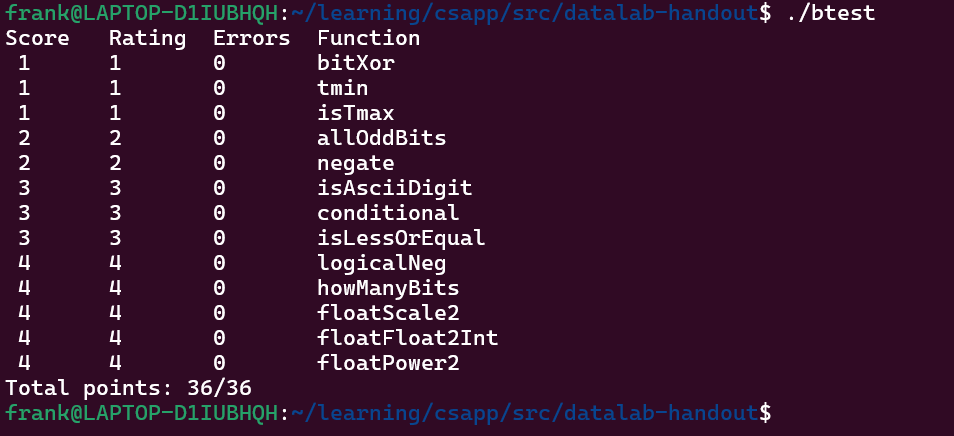 frank@LAPTOP-D1IUBHQH:~/learning/csapp/src/datalab-handout$ ./btest
Score Rating Errors Function
1 1 0 bitXor
1 1 0 tmin
1 1 0 isTmax
2 2 0 allOddBits
2 2 0 negate
3 3 0 isAsciiDigit
3 3 0 conditional
3 3 0 isLessOrEqual
4 4 0 logicalNeg
4 4 0 howManyBits
4 4 0 floatScale2
4 4 0 floatFloat2Int
4 4 0 floatPower2
Total points: 36/36
frank@LAPTOP-D1IUBHQH:~/learning/csapp/src/datalab-handout$